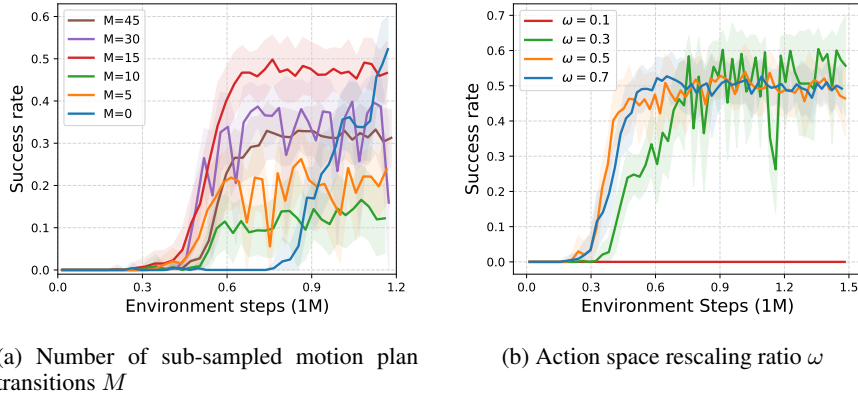 0.6
0.5
0.4
0.3
0.2
0.1
0.0
Success rate
M=45
M=30
M=15
M=10
M=5
M=0
0.0
0.3
0.6
0.9
1.2
Environment steps (1M)
(a) Number of sub-sampled motion plan
transitions M
0.7
0.6
0.5
0.4
0.3
0.2
0.1
0.0
Success rate
ω = 0.1
ω = 0.3
ω = 0.5
ω = 0.7
0.0
0.3
0.6
0.9
1.2
1.5
Environment Steps (1M)
(b) Action space rescaling ratio ω